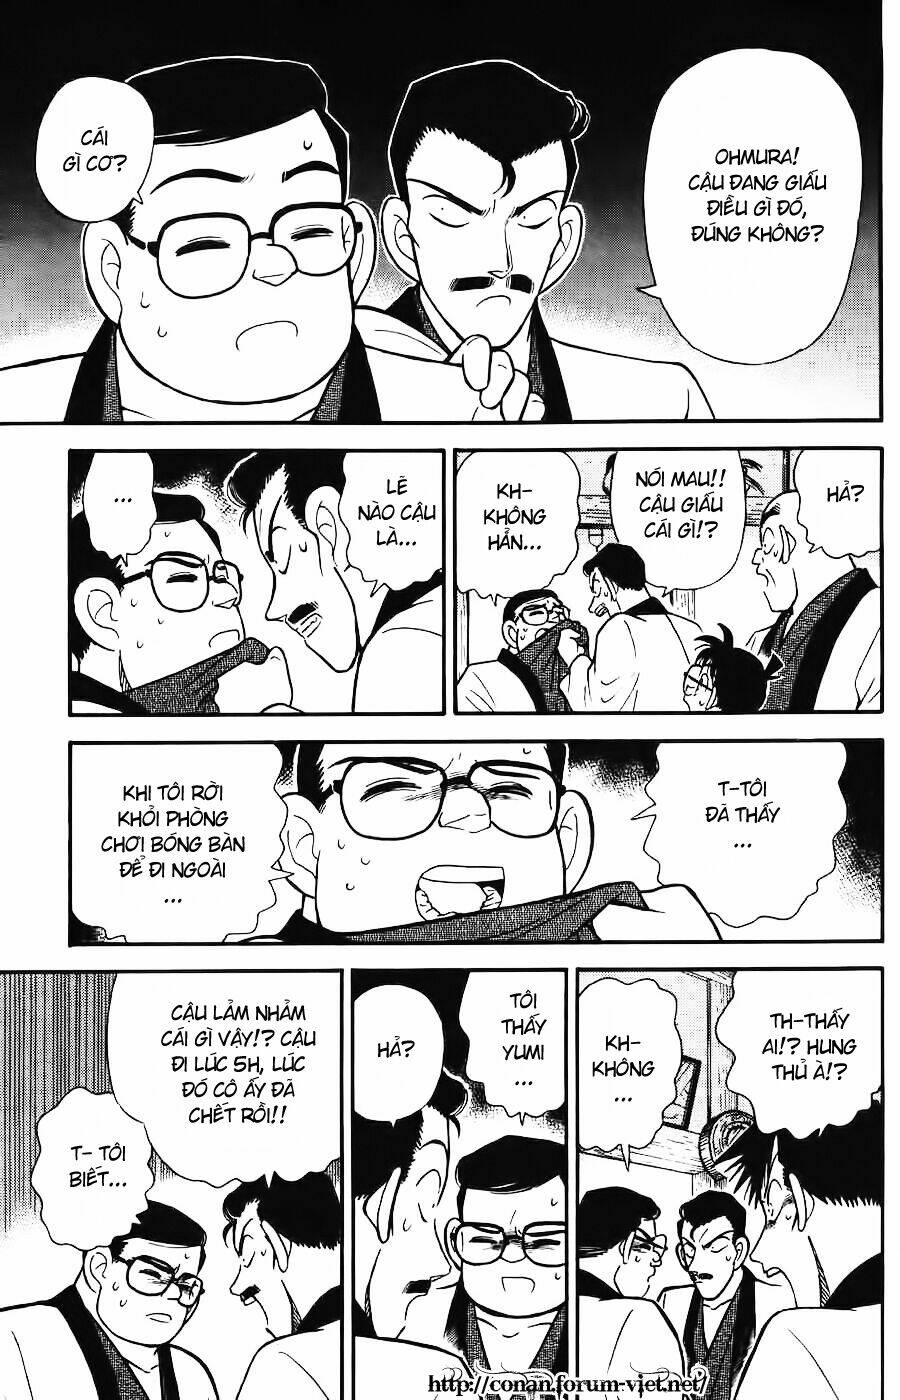 OHMURA!
CẬU ĐANG GIẤU
ĐIỀU GÌ ĐÓ,
ĐÚNG KHÔNG?
CÁI
GÌ CƠ?
HẢ?
NÓI MAU!!
CẬU GIẤU
CÁI GÌ!?
KH-
KHÔNG
HẲN...
LẼ
NÀO CẬU
LÀ...
...
T-TÔI
ĐÃ THẤY
...
KHI TÔI RỜI
KHỎI PHÒNG
CHƠI BÓNG BÀN
ĐỂ ĐI NGOÀI
...
TH-THẤY
AI!? HUNG
THỦ À!?
KH-
KHÔNG
...
TÔI
THẤY
YUMI
...
HẢ?
CẬU LẢM NHẢM
CÁI GÌ VẬY!? CẬU
ĐI LÚC 5H, LÚC
ĐÓ CÔ ẤY ĐÃ
CHẾT RỒI!!
T- TÔI
BIẾT...
http://conan.forum-viet.net/